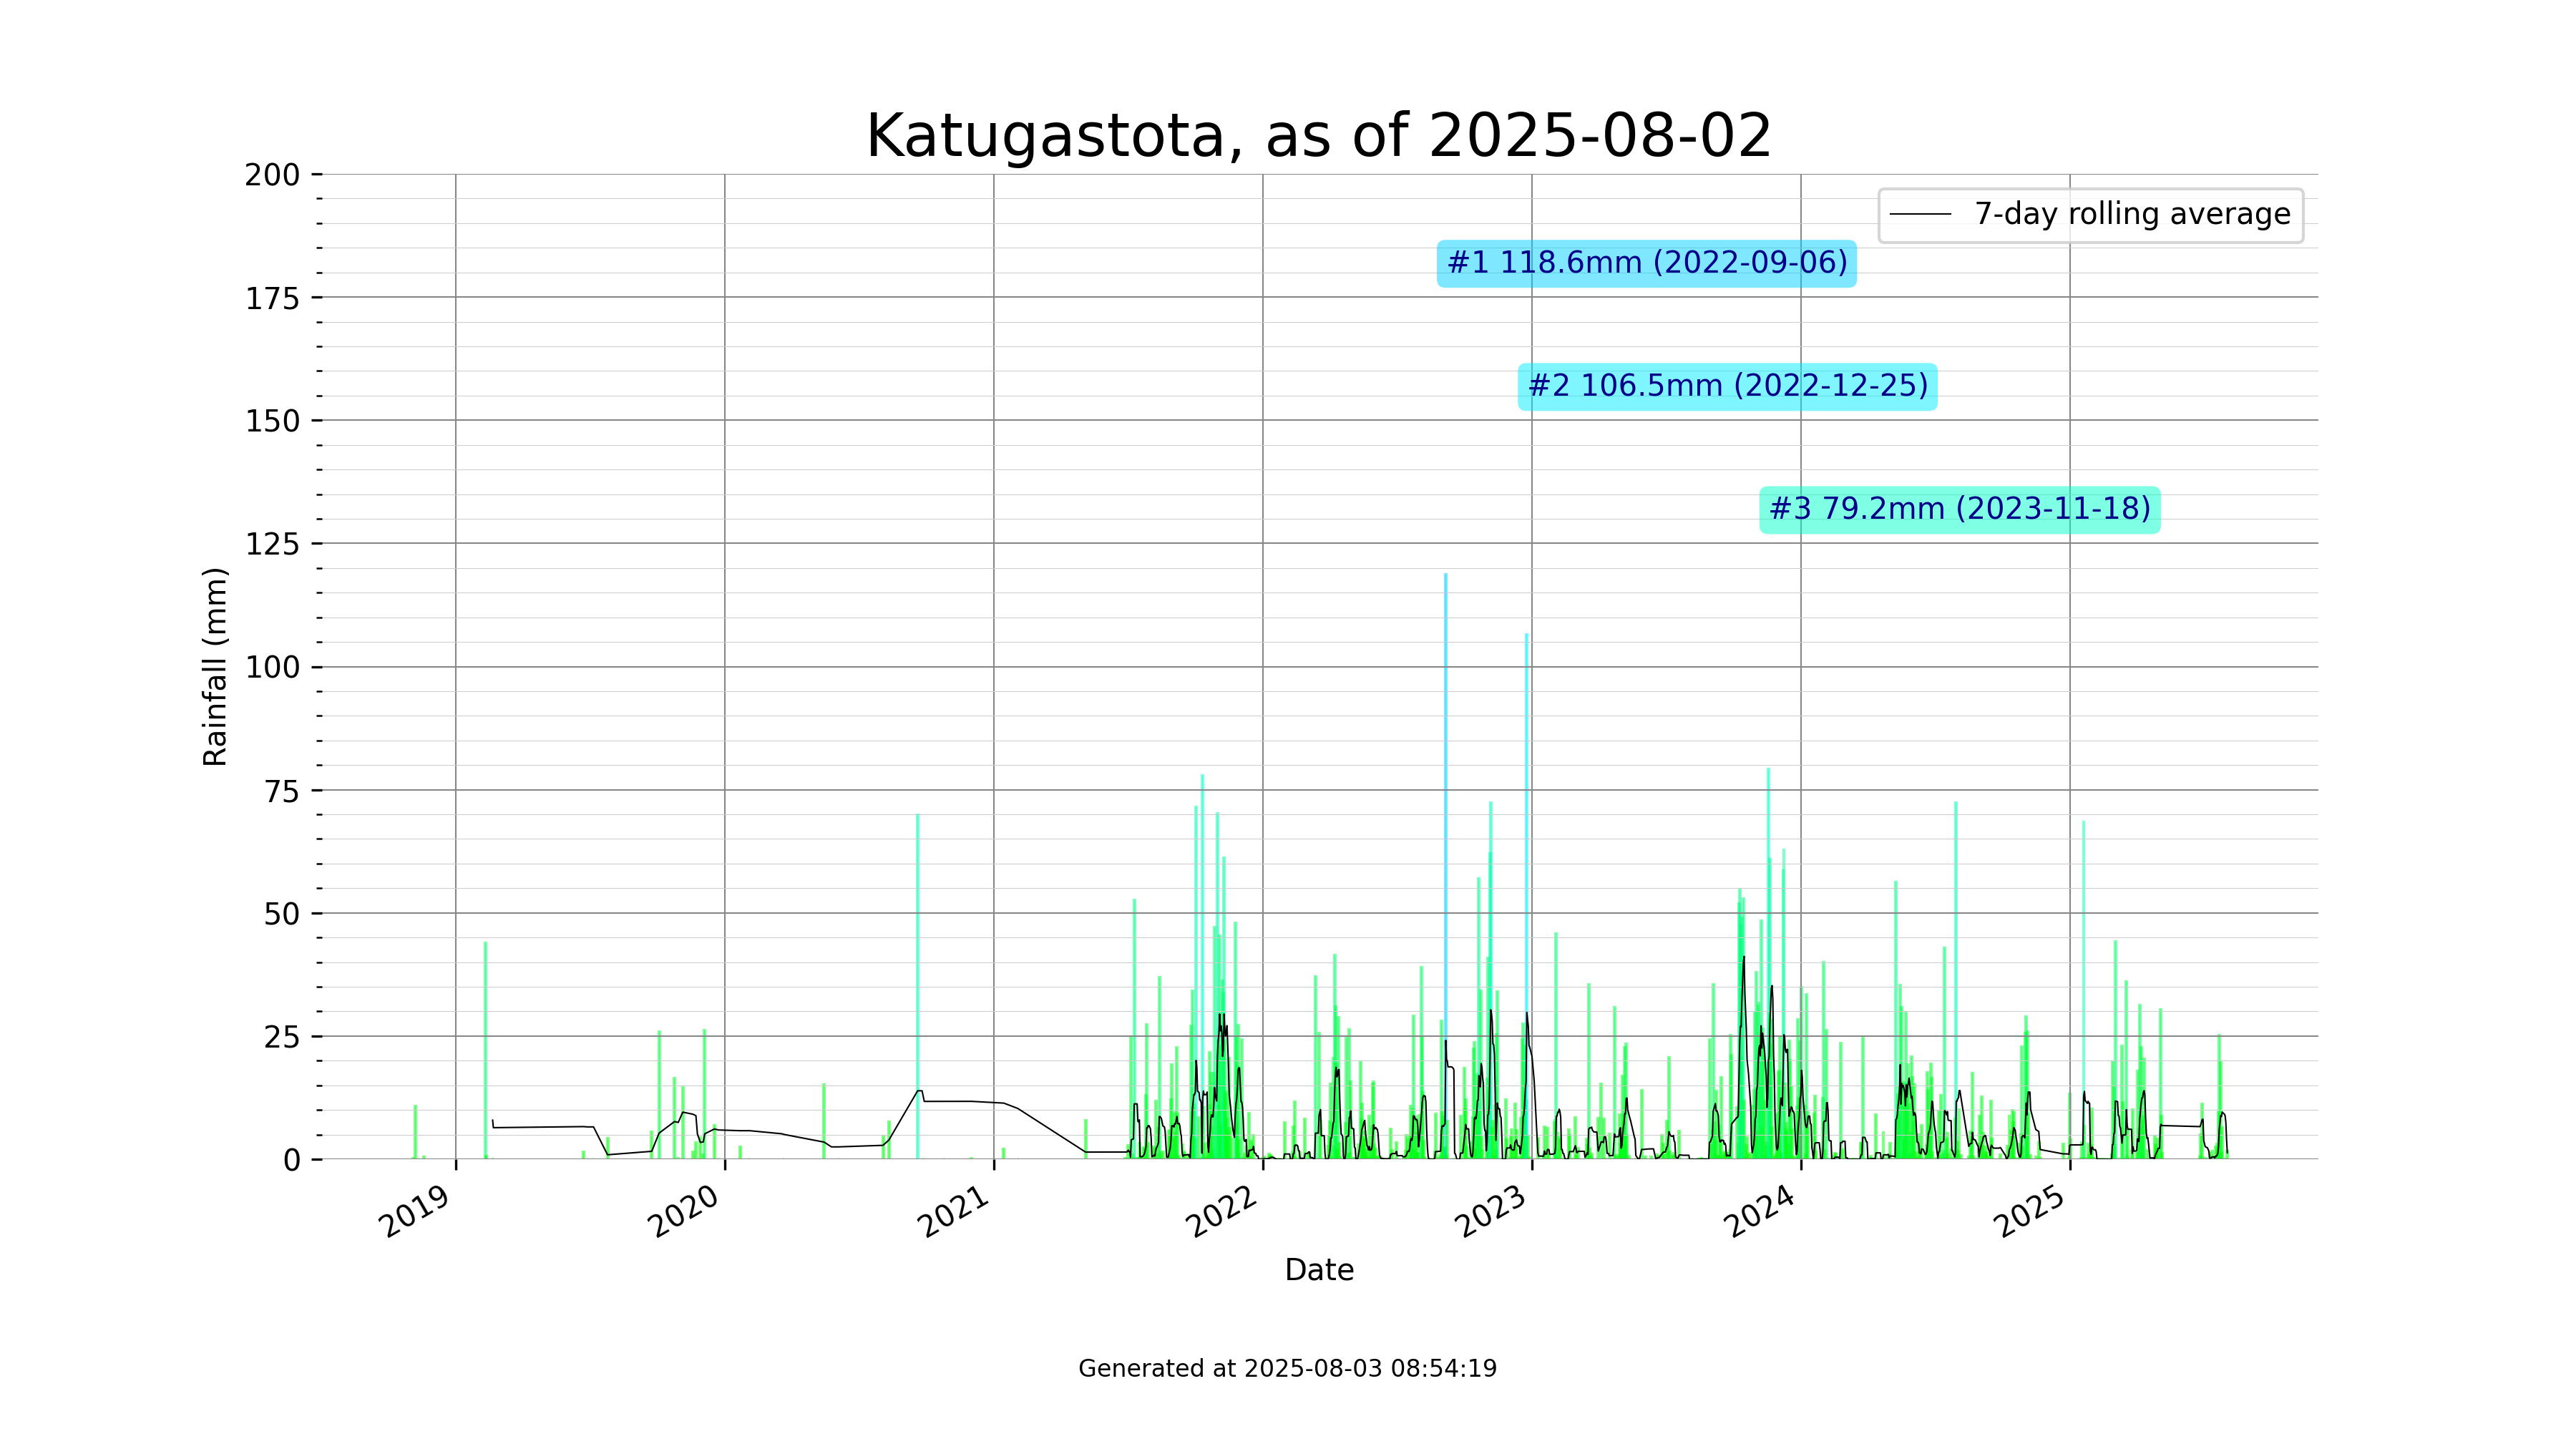 Katugastota, as of 2025-08-02
200
175
150
125
100
75
50
25
0
Rainfall (mm)
7-day rolling average
#1 118.6mm (2022-09-06)
#2 106.5mm (2022-12-25)
#3 79.2mm (2023-11-18)
2019
2020
2021
2022
2023
2024
2025
Date
Generated at 2025-08-03 08:54:19